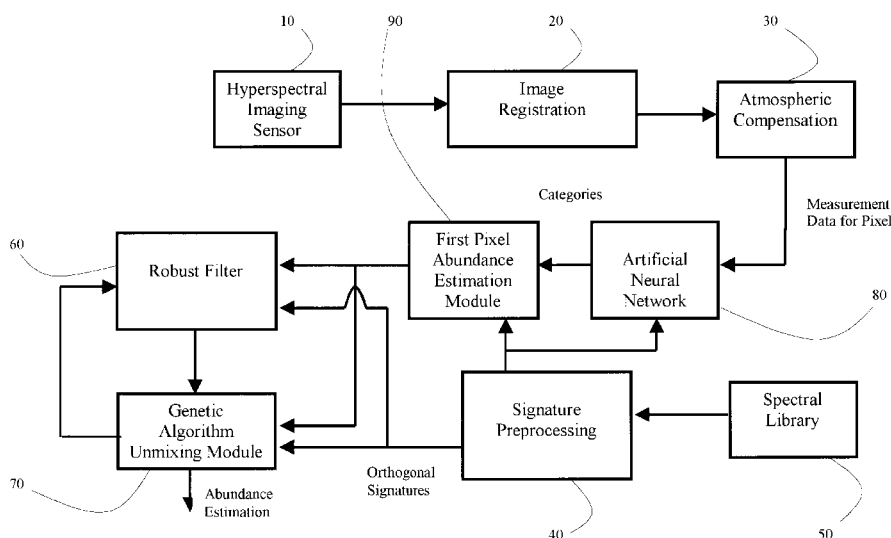 10
90
20
30
Hyperspectral
Imaging
Sensor
Image
Registration
Atmospheric
Compensation
Categories
Measurement
Data for Pixel
60
Robust Filter
First Pixel
Abundance
Estimation
Module
Artificial
Neural
Network
80
Genetic
Algorithm
Unmixing Module
Signature
Preprocessing
Spectral
Library
Orthogonal
Signatures
70
Abundance
Estimation
40
50